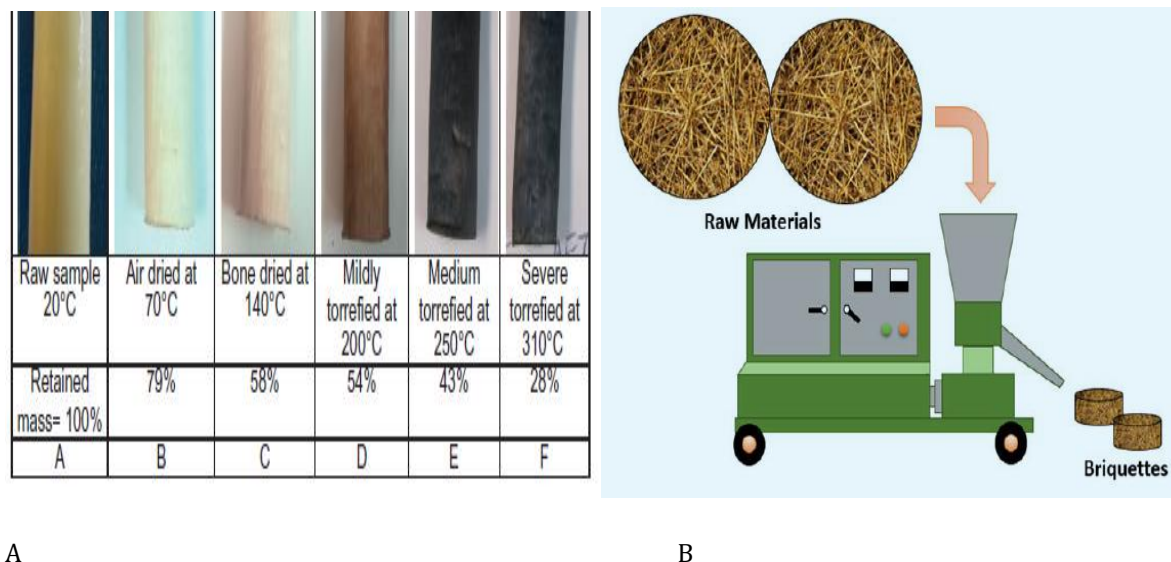 Raw sample
20°C
Air dried at
70°C
Bone dried at
140°C
Mildly
torrefied at
200°C
Medium
torrefied at
250°C
Severe
torrefied at
310°C
Retained
mass= 100%
79%
58%
54%
43%
28%
A
B
C
D
E
F
Raw Materials
Briquettes
A
B